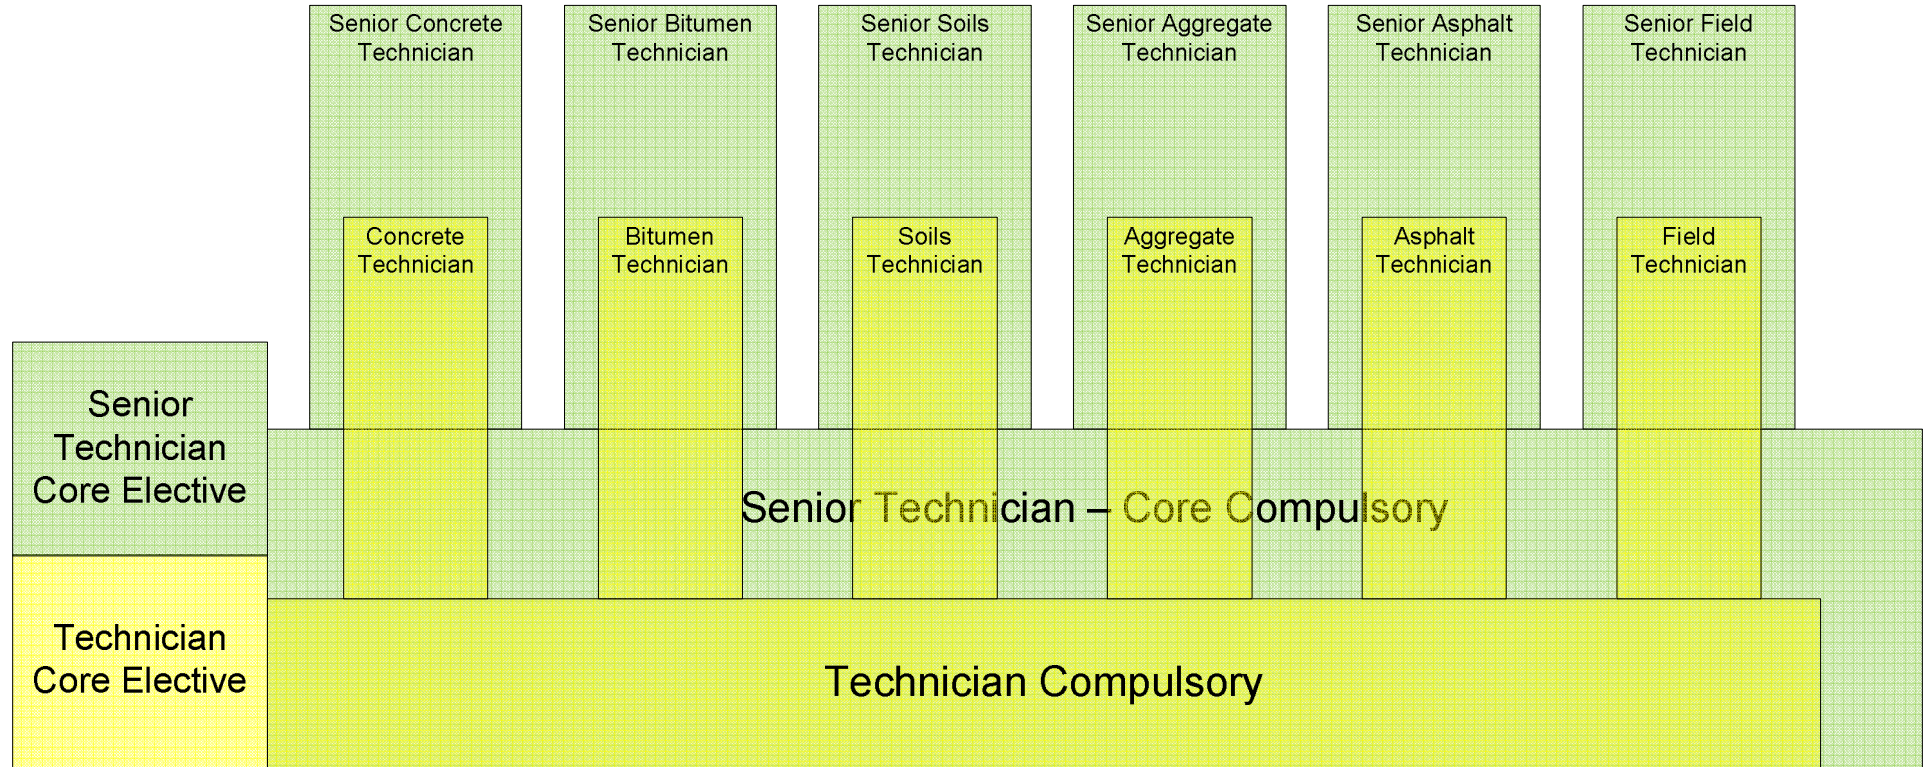 Senior Concrete
Technician
Senior Bitumen
Technician
Senior Soils
Technician
Senior Aggregate
Technician
Senior Asphalt
Technician
Senior Field
Technician
Concrete
Technician
Bitumen
Technician
Soils
Technician
Aggregate
Technician
Asphalt
Technician
Field
Technician
Senior
Technician
Core Elective
Senior Technician – Core Compulsory
Technician
Core Elective
Technician Compulsory